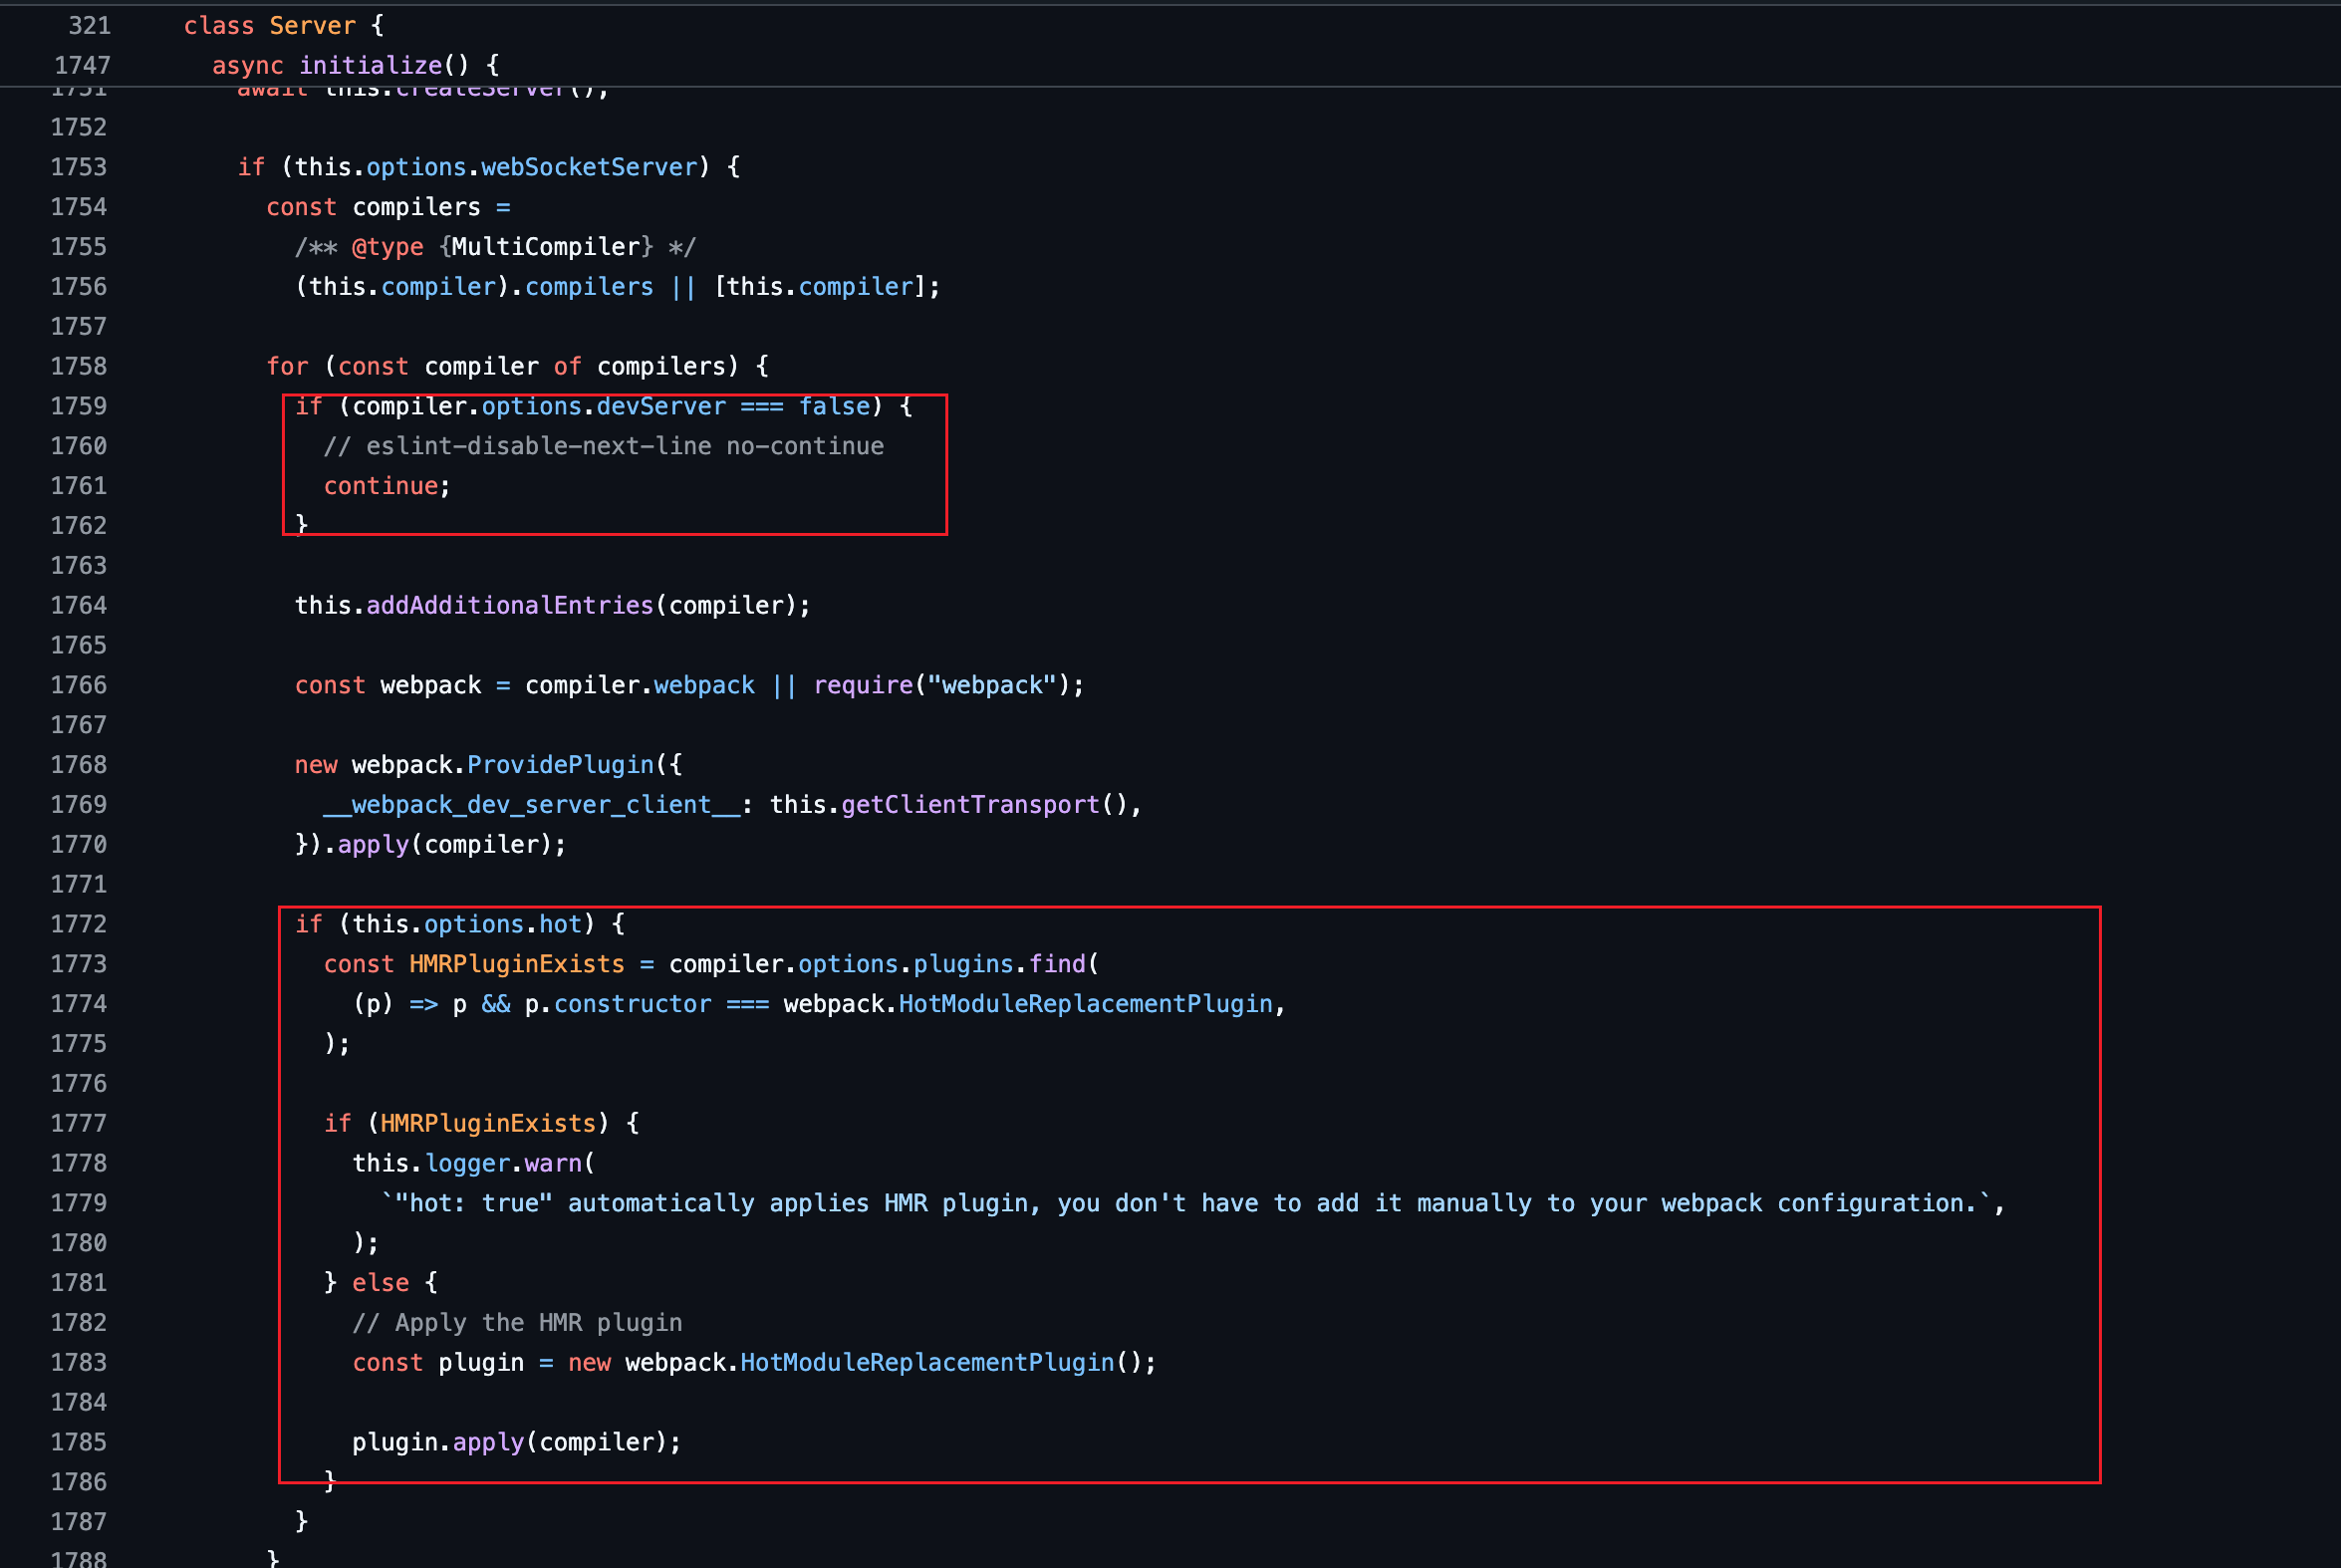 321 class Server {
1747 async initialize() {
1751 await this.createServer();
1752
1753 if (this.options.webSocketServer) {
1754 const compilers =
1755 /** @type {MultiCompiler} */
1756 (this.compiler).compilers || [this.compiler];
1757
1758 for (const compiler of compilers) {
1759 if (compiler.options.devServer === false) {
1760 // eslint-disable-next-line no-continue
1761 continue;
1762 }
1763
1764 this.addAdditionalEntries(compiler);
1765
1766 const webpack = compiler.webpack || require("webpack");
1767
1768 new webpack.ProvidePlugin({
1769 __webpack_dev_server_client__: this.getClientTransport(),
1770 }).apply(compiler);
1771
1772 if (this.options.hot) {
1773 const HMRPluginExists = compiler.options.plugins.find(
1774 (p) => p && p.constructor === webpack.HotModuleReplacementPlugin,
1775 );
1776
1777 if (HMRPluginExists) {
1778 this.logger.warn(
1779 `"hot: true" automatically applies HMR plugin, you don't have to add it manually to your webpack configuration.`,
1780 );
1781 } else {
1782 // Apply the HMR plugin
1783 const plugin = new webpack.HotModuleReplacementPlugin();
1784
1785 plugin.apply(compiler);
1786 }
1787 }
1788 }